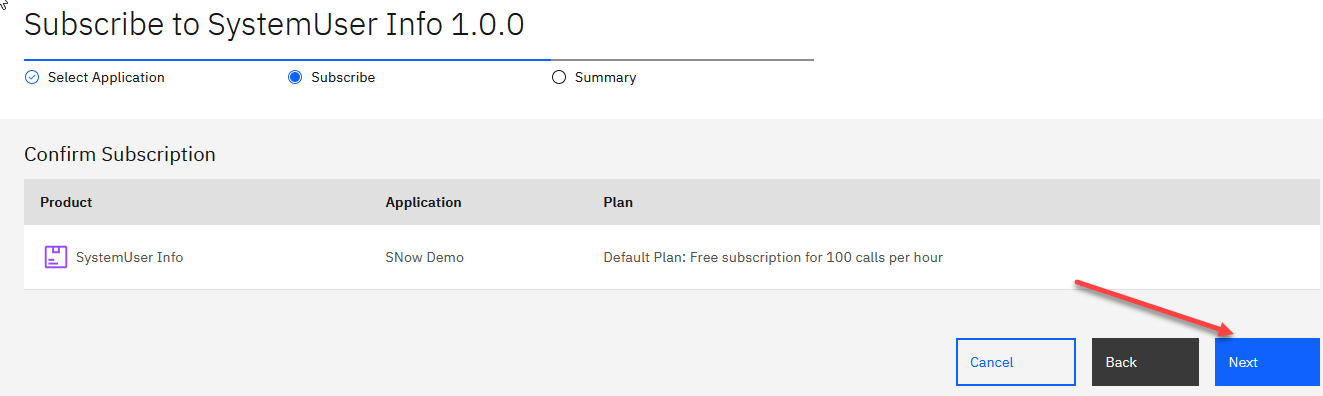 Subscribe to SystemUser Info 1.0.0
Select Application Subscribe Summary
Confirm Subscription
Product Application Plan
SystemUser Info SNow Demo Default Plan: Free subscription for 100 calls per hour
Cancel Back Next